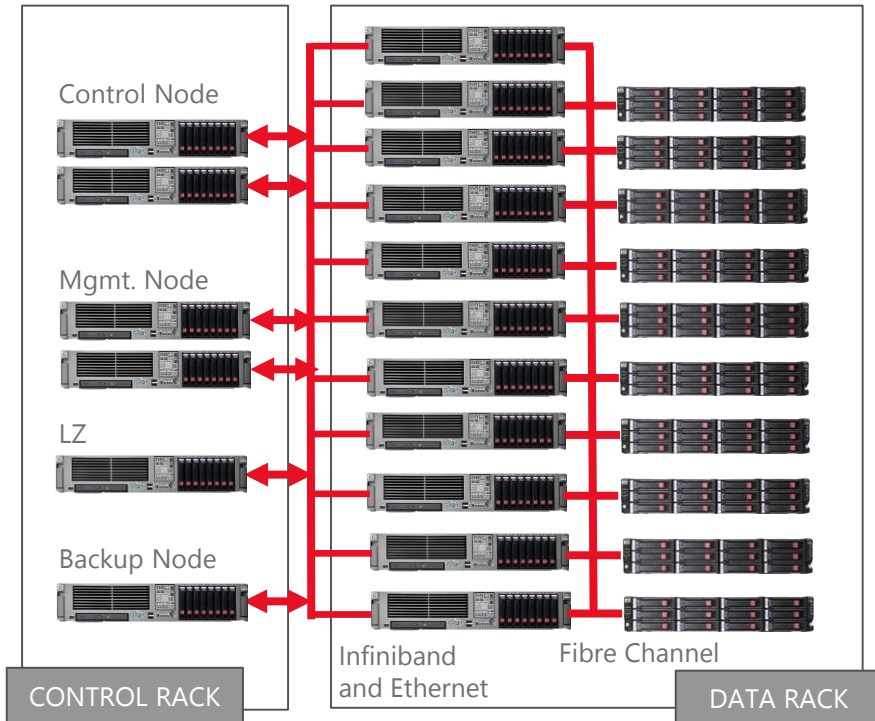 Control Node
Mgmt. Node
LZ
Backup Node
CONTROL RACK
Infiniband
and Ethernet
Fibre Channel
DATA RACK